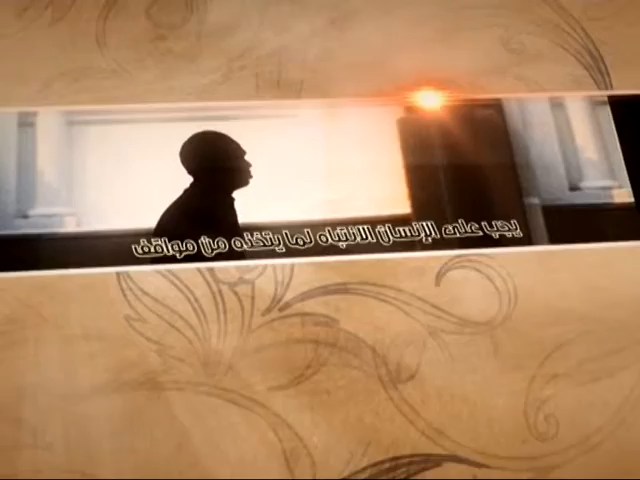 يجب على الإنسان الانتباه لما يتخذه من مواقف